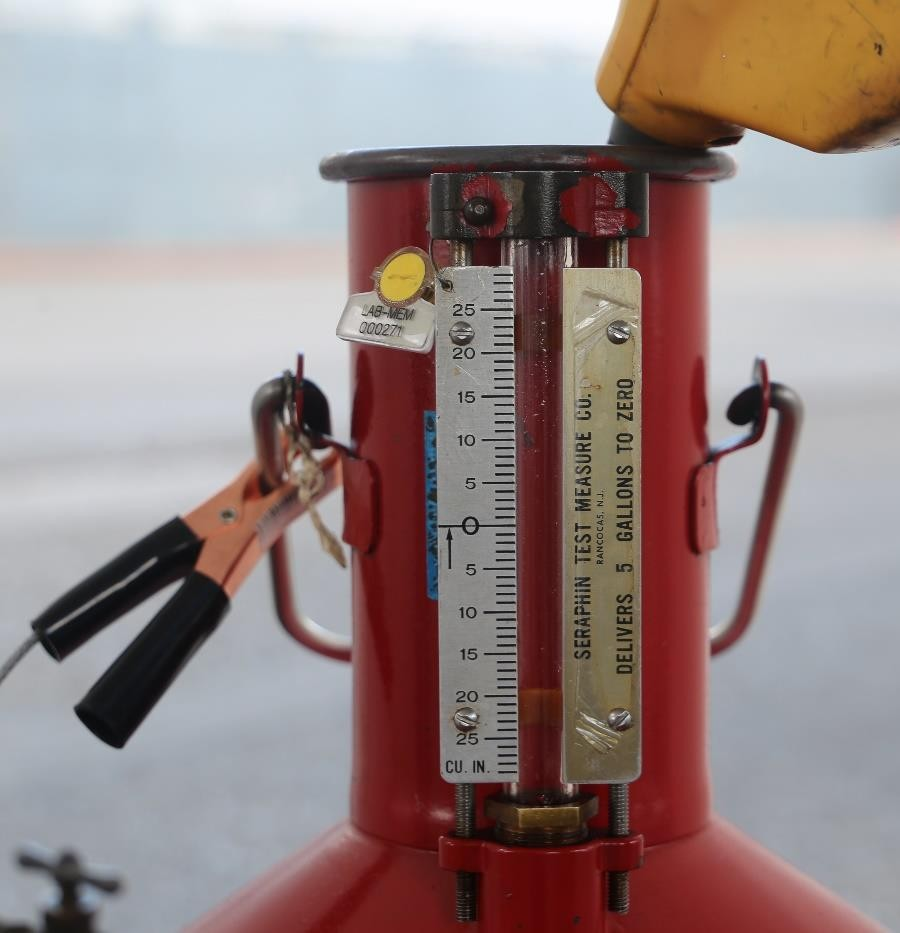 LAB-MEM
000271
25
20
15
10
5
0
5
10
15
20
25
CU. IN.
SERAPHIN TEST MEASURE CO.
RANCOCAS, N.J.
DELIVERS 5 GALLONS TO ZERO